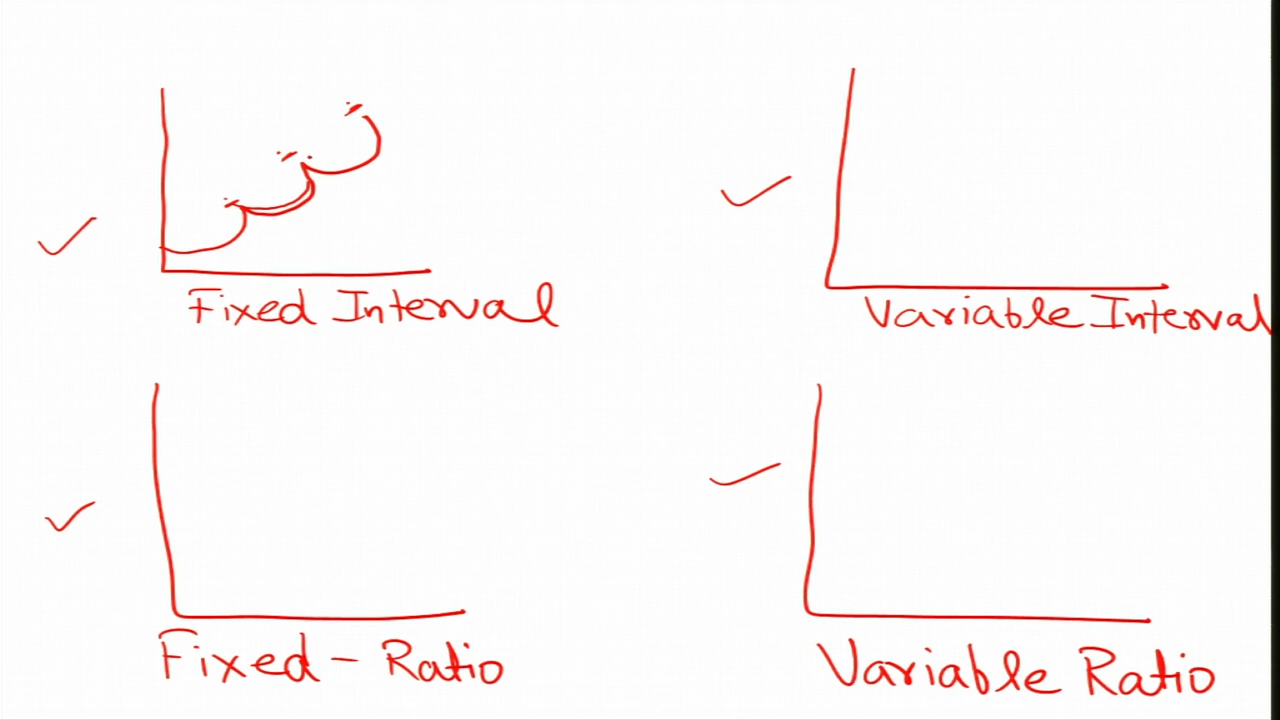 Fixed Interval
Variable Interval
Fixed - Ratio
Variable Ratio